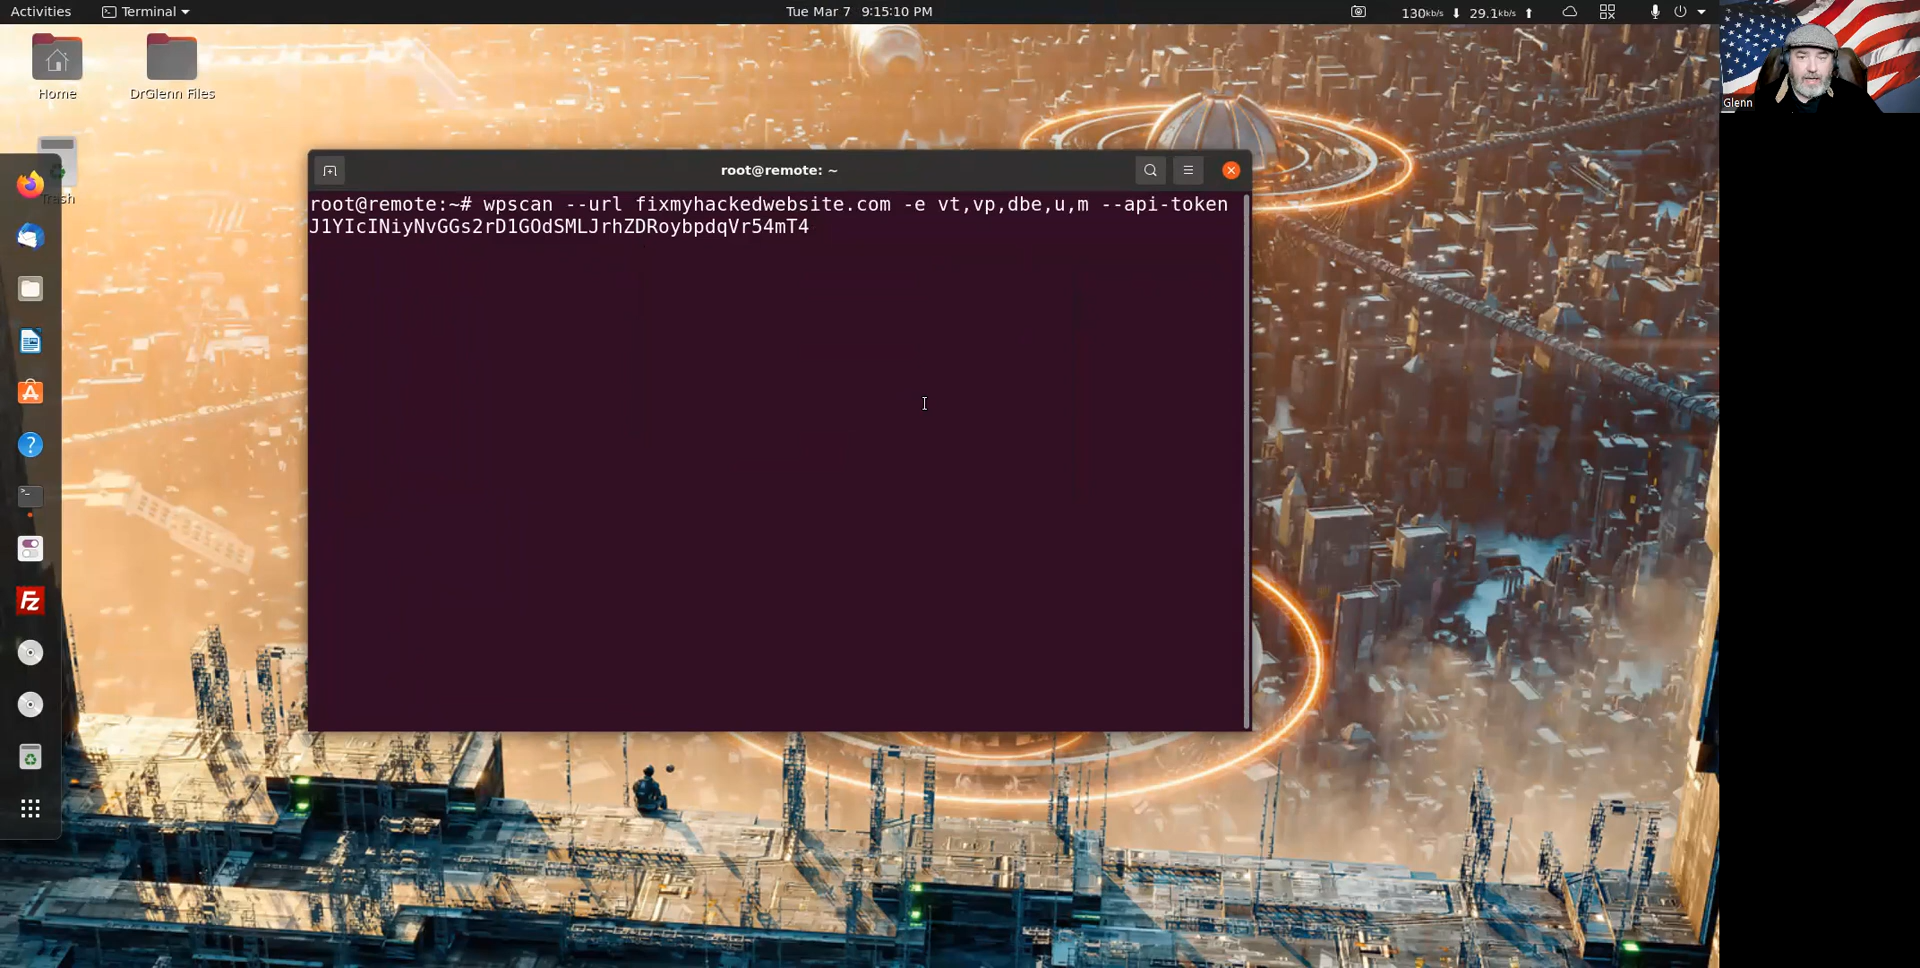 Activities Terminal Tue Mar 7 9:15:10 PM 130kb/s 29.1kb/s
Home DrGlenn Files
Glenn
Trash
root@remote: ~
root@remote:~# wpscan --url fixmyhackedwebsite.com -e vt,vp,dbe,u,m --api-token
J1YIcINiyNvGGs2rD1GOdSMLJrhZDRoybpdqVr54mT4